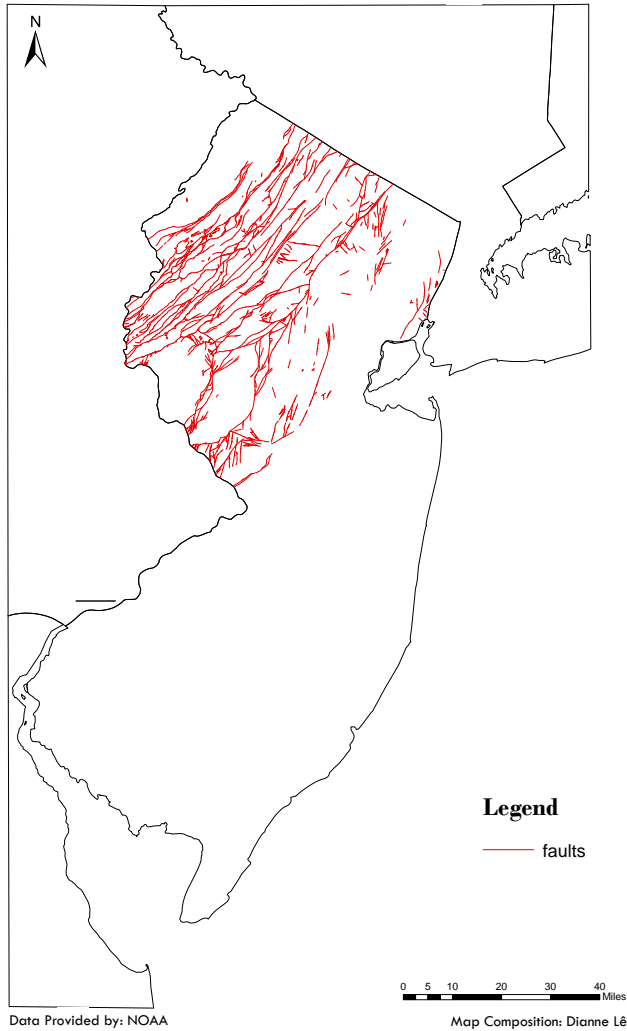 N
Legend
faults
0 5 10 20 30 40
Miles
Data Provided by: NOAA
Map Composition: Dianne Lê